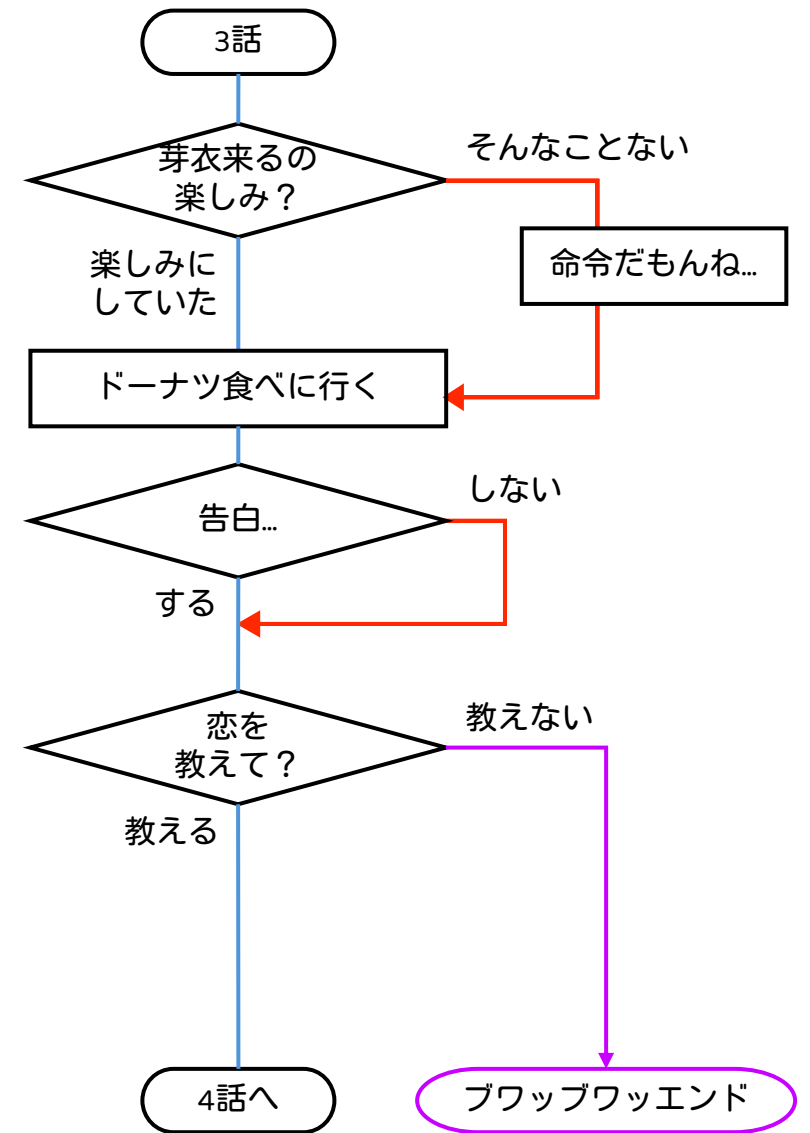 3話
芽衣来るの
楽しみ？
そんなことない
命令だもんね...
楽しみに
していた
ドーナツ食べに行く
告白...
しない
する
恋を
教えて？
教えない
教える
4話へ
ブワッブワッエンド